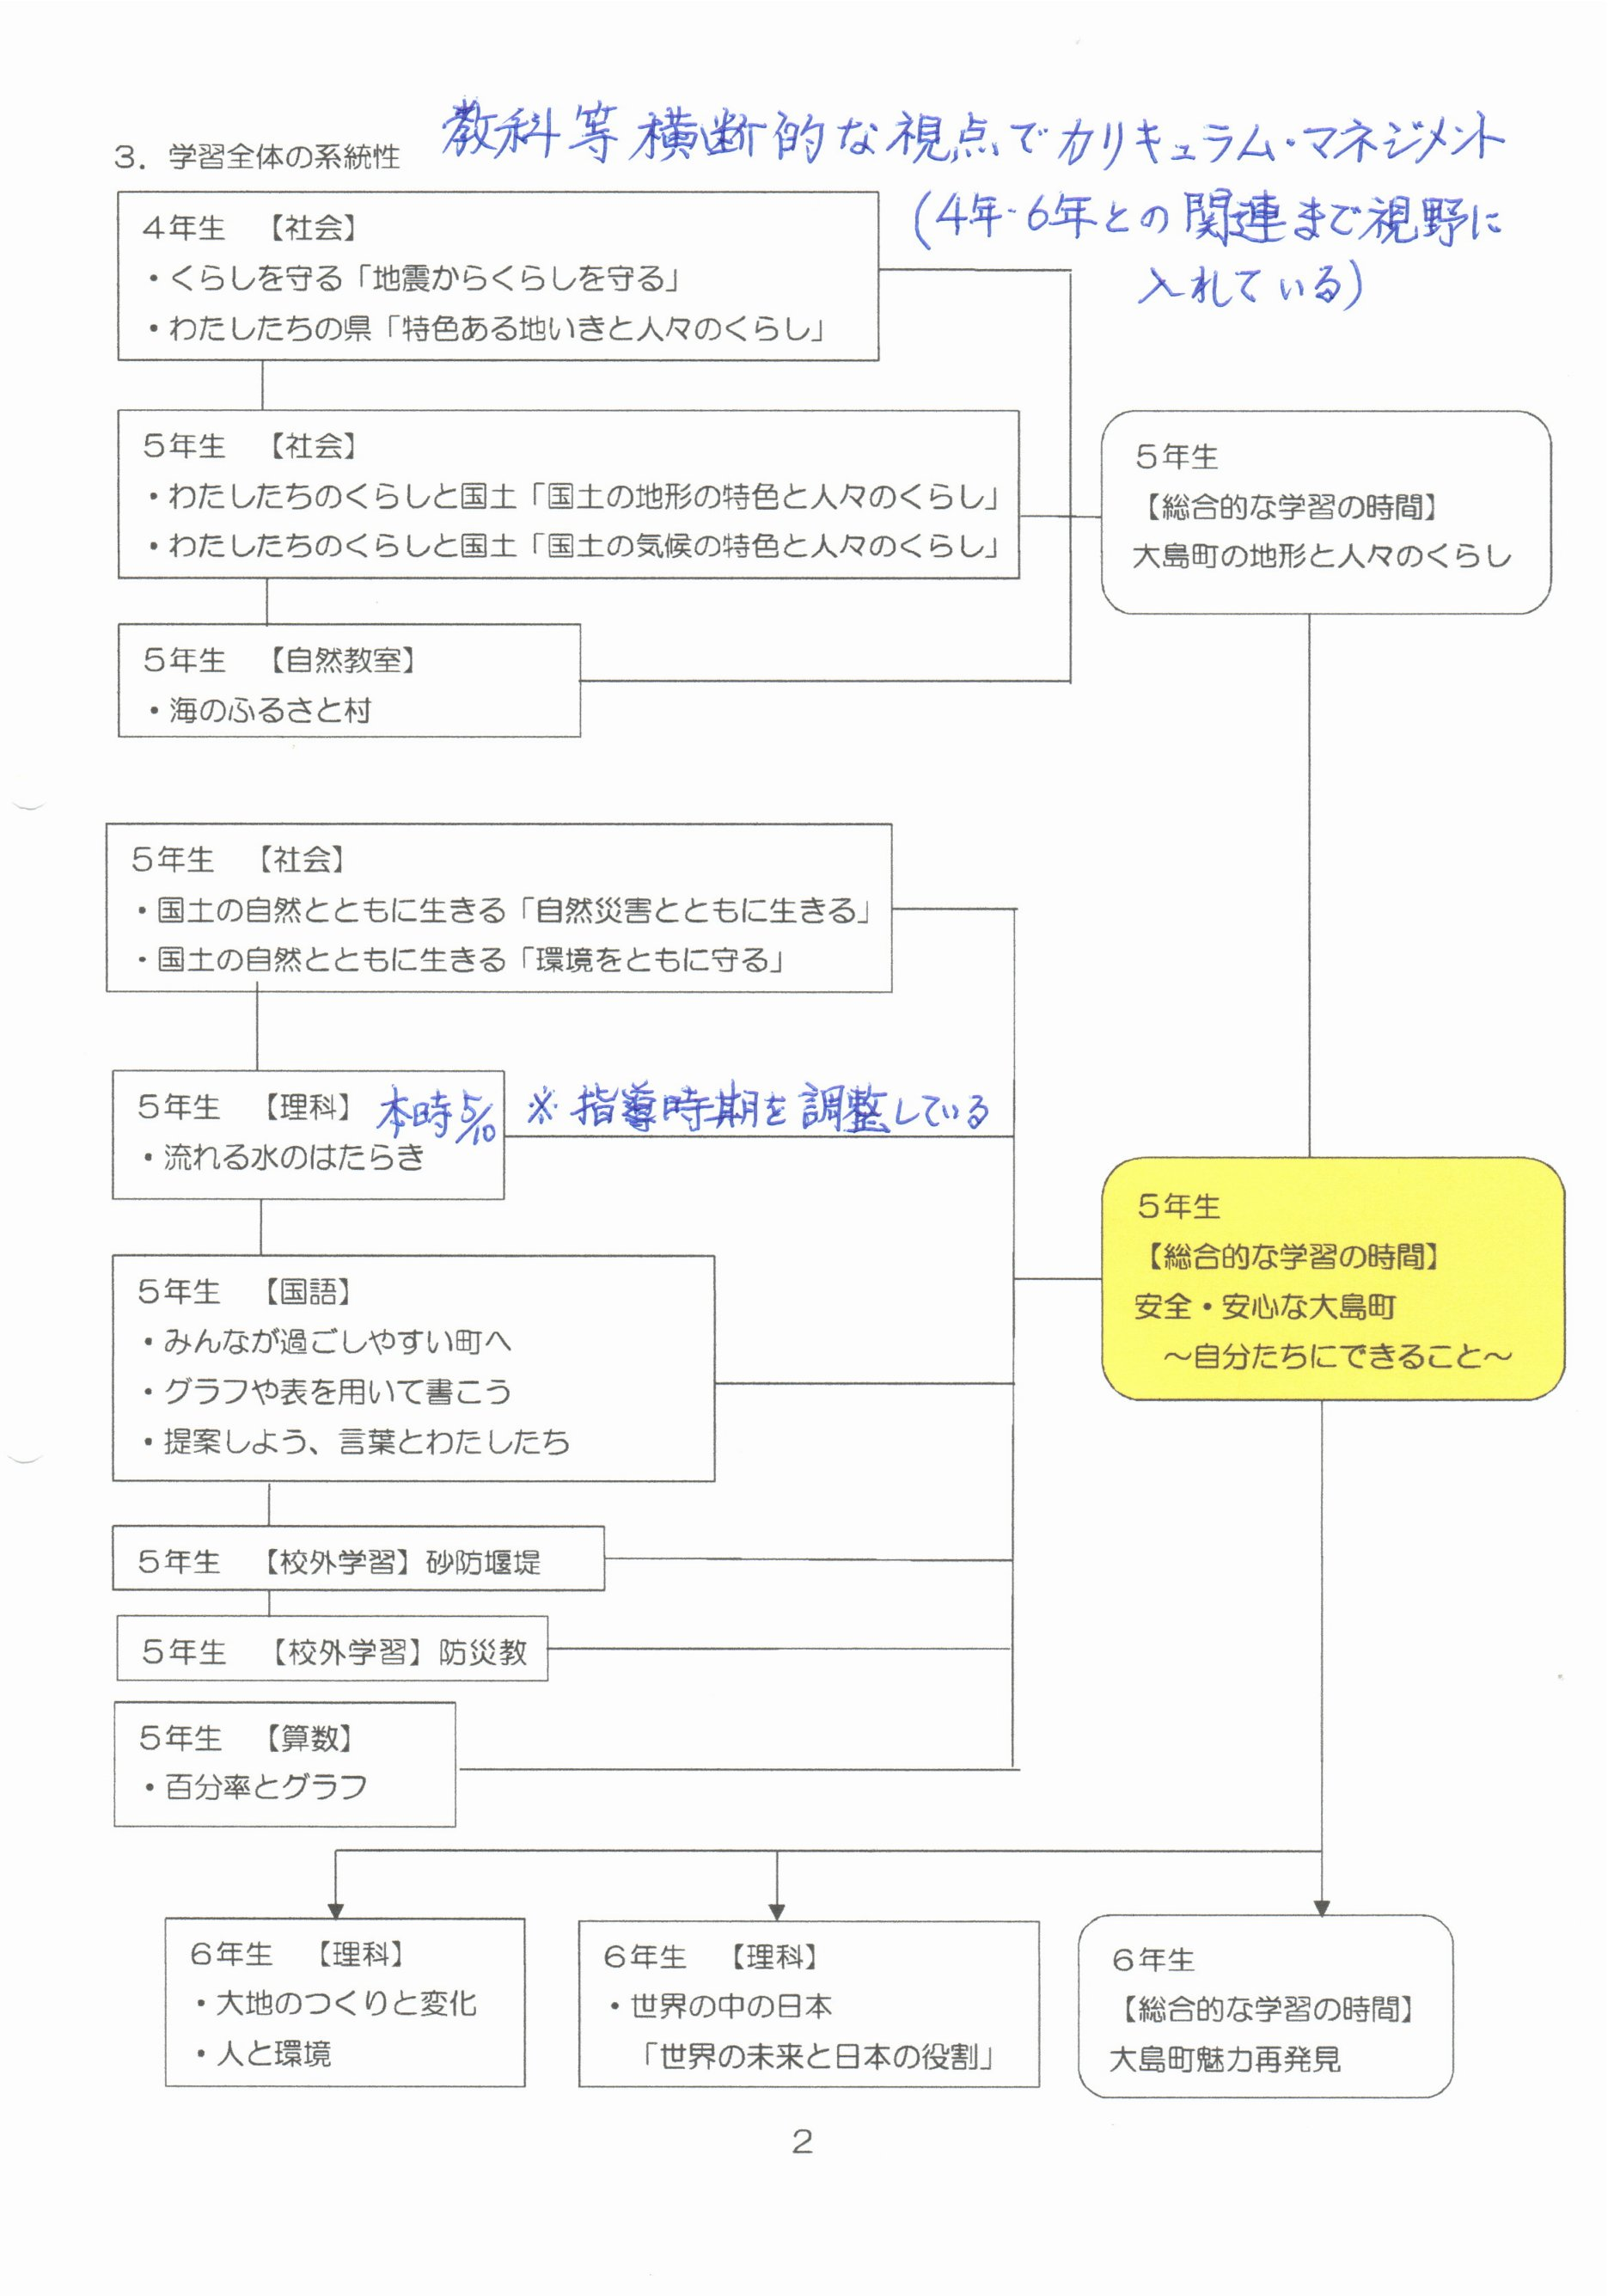 教科等横断的な視点でカリキュラム・マネジメント
3．学習全体の系統性
(4年・6年との関連まで視野に
入れている)
4年生　【社会】
・くらしを守る「地震からくらしを守る」
・わたしたちの県「特色ある地いきと人々のくらし」
5年生　【社会】
・わたしたちのくらしと国土「国土の地形の特色と人々のくらし」
・わたしたちのくらしと国土「国土の気候の特色と人々のくらし」
5年生
【総合的な学習の時間】
大島町の地形と人々のくらし
5年生　【自然教室】
・海のふるさと村
5年生　【社会】
・国土の自然とともに生きる「自然災害とともに生きる」
・国土の自然とともに生きる「環境をともに守る」
5年生　【理科】 本時5/10 ※指導時期を調整している
・流れる水のはたらき
5年生
【総合的な学習の時間】
安全・安心な大島町
～自分たちにできること～
5年生　【国語】
・みんなが過ごしやすい町へ
・グラフや表を用いて書こう
・提案しよう、言葉とわたしたち
5年生　【校外学習】砂防堰堤
5年生　【校外学習】防災教
5年生　【算数】
・百分率とグラフ
6年生　【理科】
・大地のつくりと変化
・人と環境
6年生　【理科】
・世界の中の日本
「世界の未来と日本の役割」
6年生
【総合的な学習の時間】
大島町魅力再発見
2